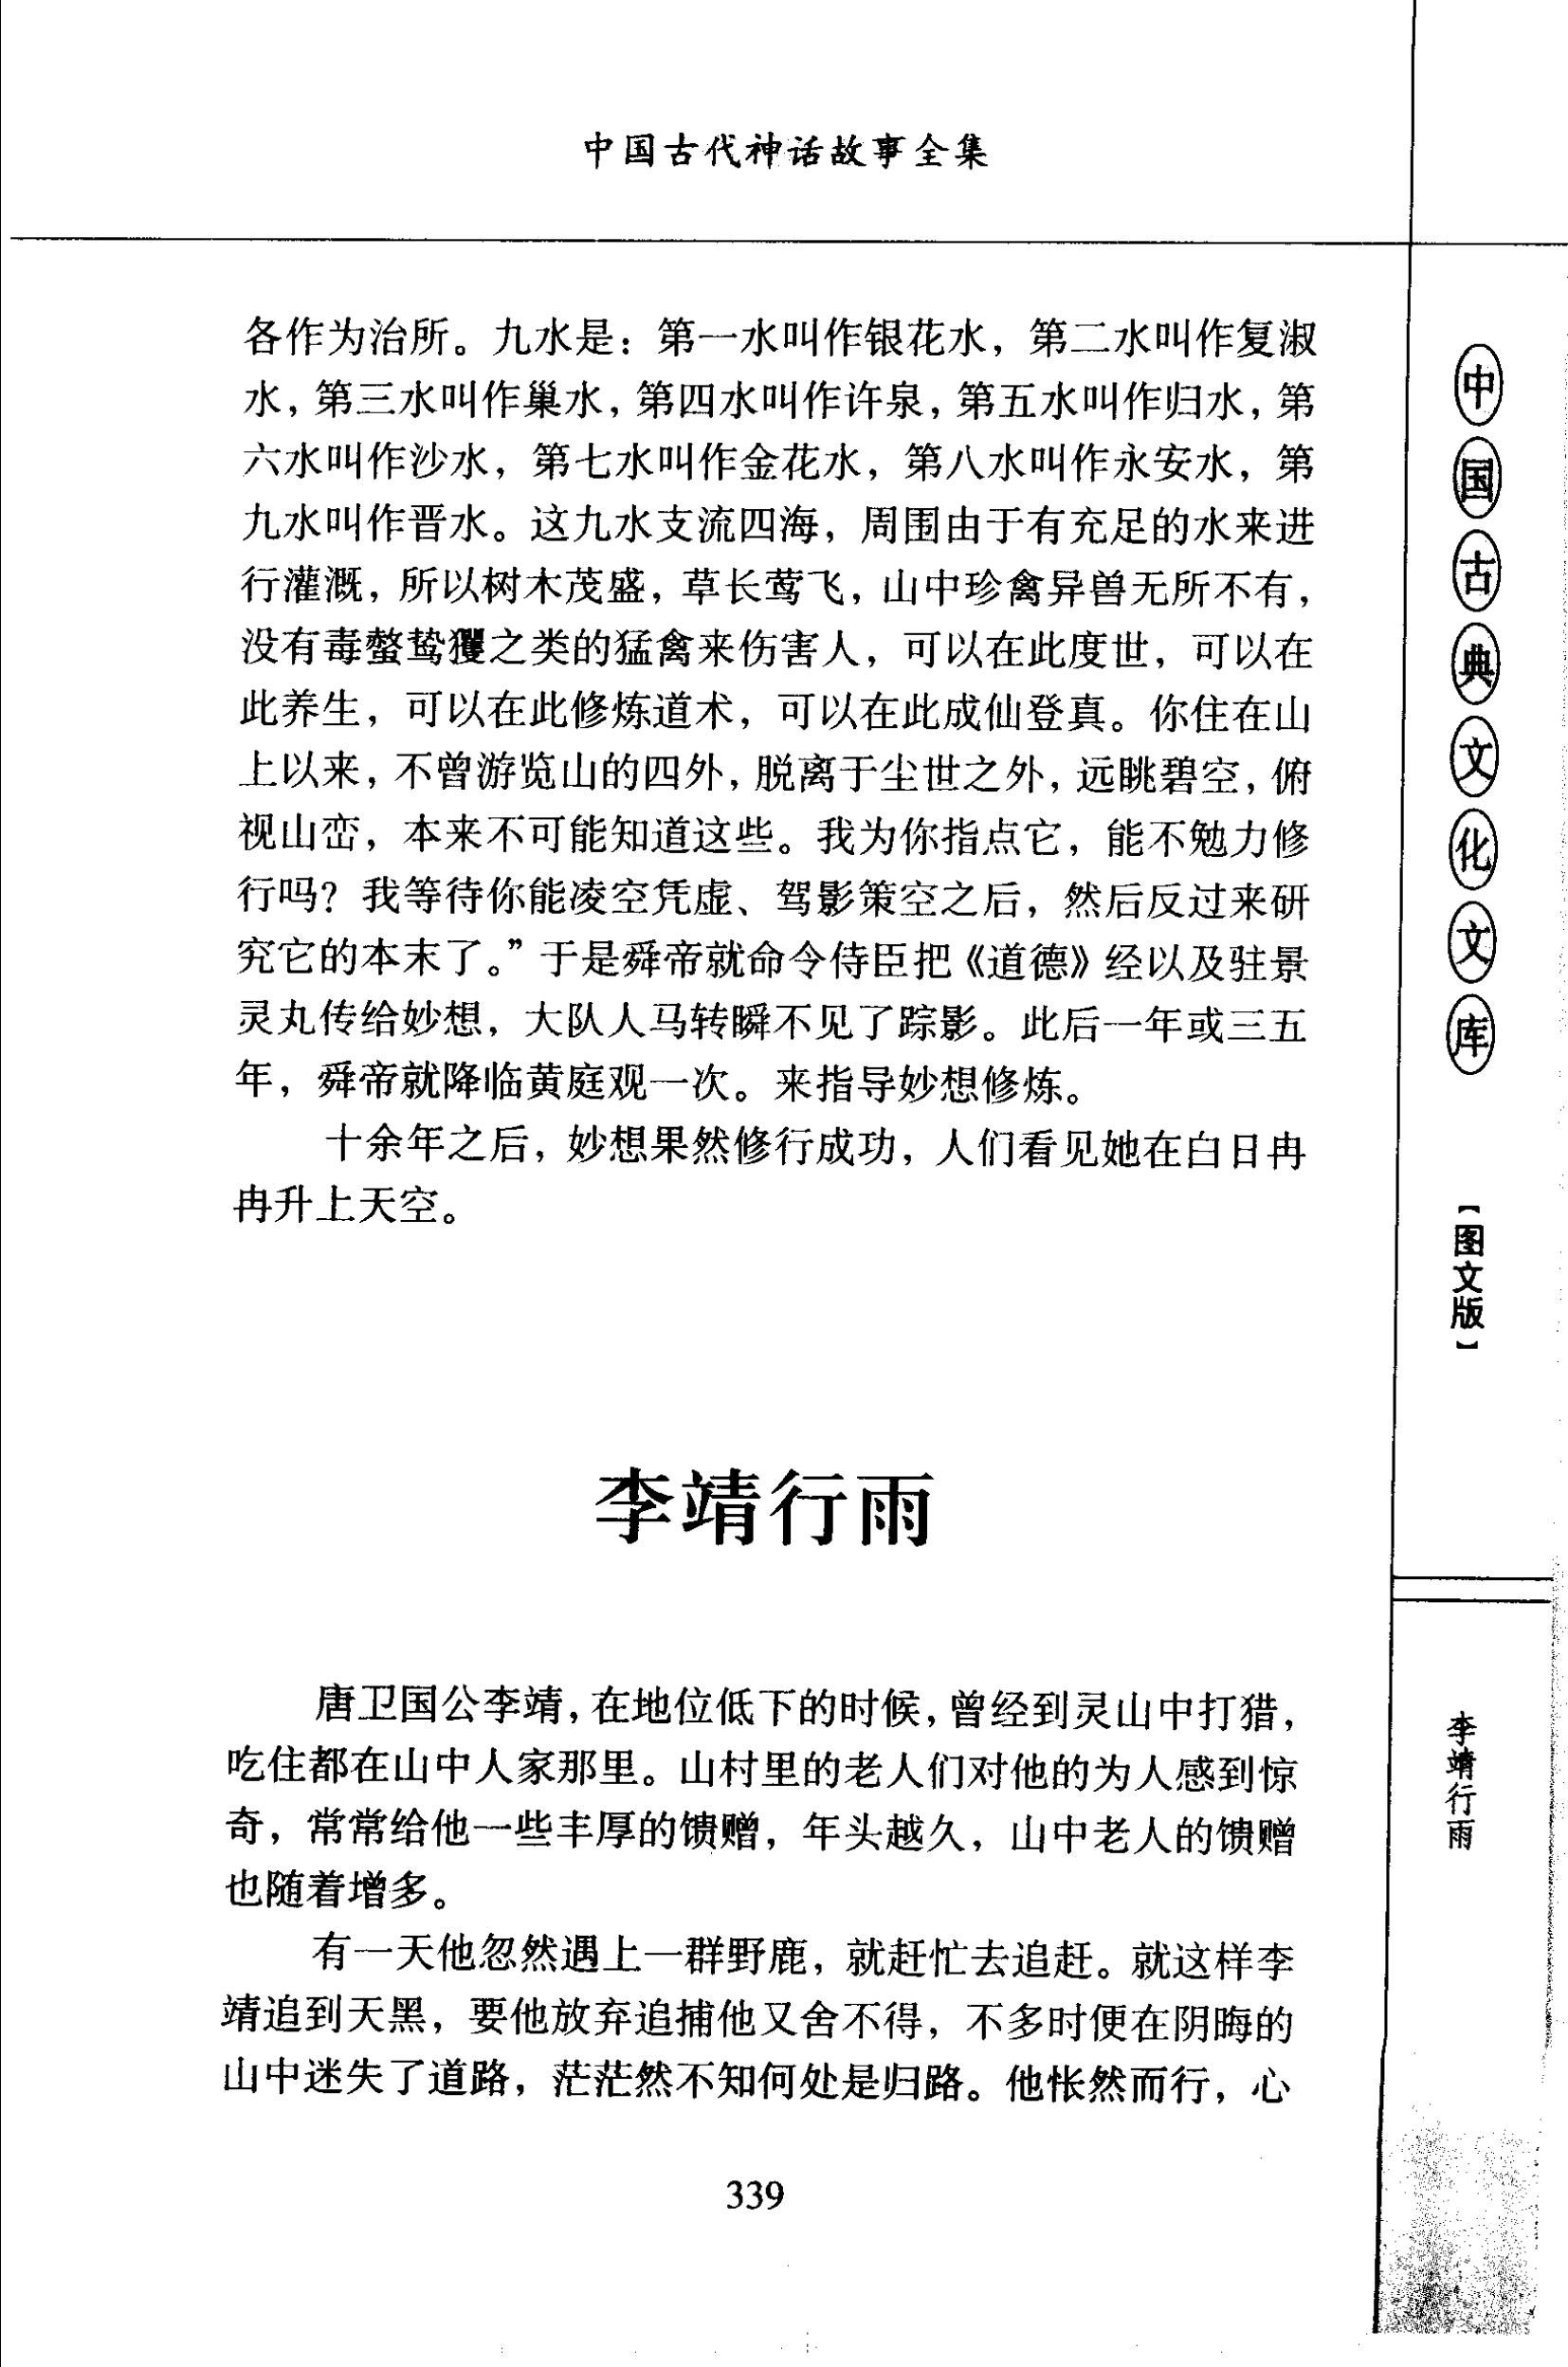 中国古代神话故事全集
各作为治所。九水是：第一水叫作银花水，第二水叫作复淑
水，第三水叫作巢水，第四水叫作许泉，第五水叫作归水，第
六水叫作沙水，第七水叫作金花水，第八水叫作永安水，第
九水叫作晋水。这九水支流四海，周围由于有充足的水来进
行灌溉，所以树木茂盛，草长莺飞，山中珍禽异兽无所不有，
没有毒螫鸷玃之类的猛禽来伤害人，可以在此度世，可以在
此养生，可以在此修炼道术，可以在此成仙登真。你住在山
上以来，不曾游览山的四外，脱离于尘世之外，远眺碧空，俯
视山峦，本来不可能知道这些。我为你指点它，能不勉力修
行吗？我等待你能凌空凭虚、驾影策空之后，然后反过来研
究它的本末了。”于是舜帝就命令侍臣把《道德》经以及驻景
灵丸传给妙想，大队人马转瞬不见了踪影。此后一年或三五
年，舜帝就降临黄庭观一次。来指导妙想修炼。
十余年之后，妙想果然修行成功，人们看见她在白日冉
冉升上天空。
李靖行雨
唐卫国公李靖，在地位低下的时候，曾经到灵山中打猎，
吃住都在山中人家那里。山村里的老人们对他的为人感到惊
奇，常常给他一些丰厚的馈赠，年头越久，山中老人的馈赠
也随着增多。
有一天他忽然遇上一群野鹿，就赶忙去追赶。就这样李
靖追到天黑，要他放弃追捕他又舍不得，不多时便在阴晦的
山中迷失了道路，茫茫然不知何处是归路。他怅然而行，心
339
中国古典文化文库
【图文版】
李靖行雨